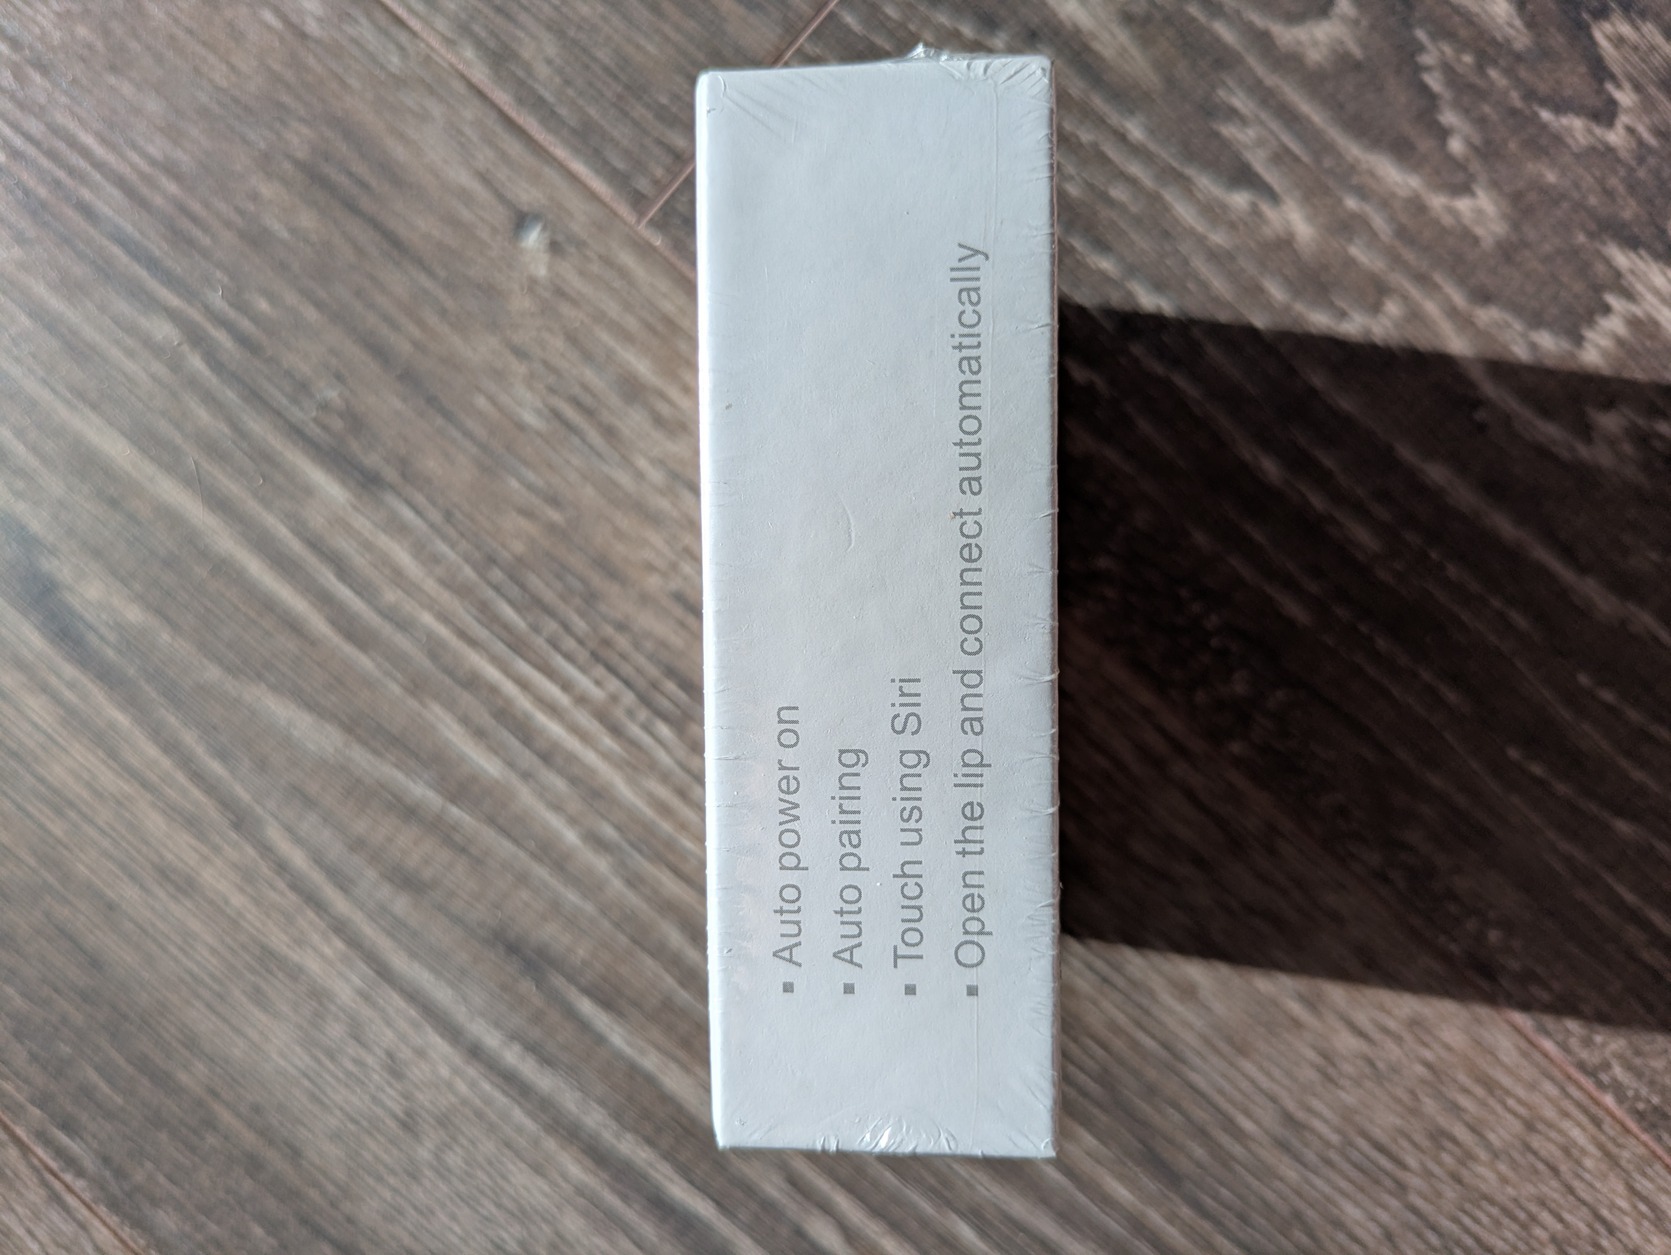 ▪ Auto power on
▪ Auto pairing
▪ Touch using Siri
▪ Open the lip and connect automatically